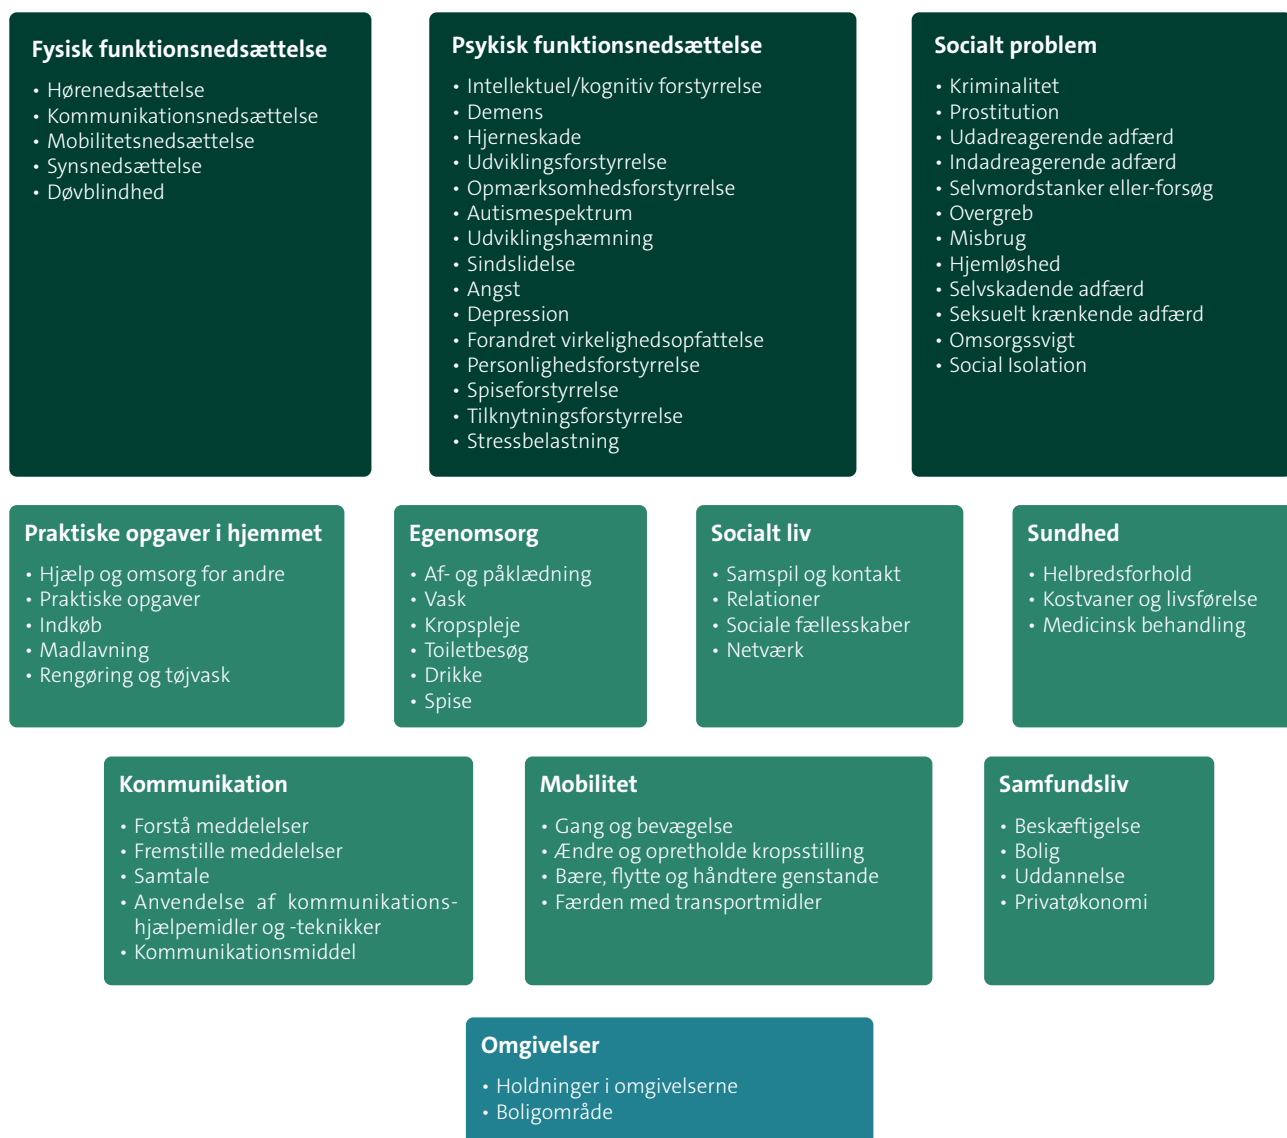 Fysisk funktionsnedsættelse
• Hørenedsættelse
• Kommunikationsnedsættelse
• Mobilitetsnedsættelse
• Synsnedsættelse
• Døvblindhed
Psykisk funktionsnedsættelse
• Intellektuel/kognitiv forstyrrelse
• Demens
• Hjerneskade
• Udviklingsforstyrrelse
• Opmærksomhedsforstyrrelse
• Autismespektrum
• Udviklingshæmning
• Sindslidelse
• Angst
• Depression
• Forandret virkelighedsopfattelse
• Personlighedsforstyrrelse
• Spiseforstyrrelse
• Tilknytningsforstyrrelse
• Stressbelastning
Socialt problem
• Kriminalitet
• Prostitution
• Udadreagerende adfærd
• Indadreagerende adfærd
• Selvmordstanker eller-forsøg
• Overgreb
• Misbrug
• Hjemløshed
• Selvskadende adfærd
• Seksuelt krænkende adfærd
• Omsorgssvigt
• Social Isolation
Praktiske opgaver i hjemmet
• Hjælp og omsorg for andre
• Praktiske opgaver
• Indkøb
• Madlavning
• Rengøring og tøjvask
Egenomsorg
• Af- og påklædning
• Vask
• Kropspleje
• Toiletbesøg
• Drikke
• Spise
Socialt liv
• Samspil og kontakt
• Relationer
• Sociale fællesskaber
• Netværk
Sundhed
• Helbredsforhold
• Kostvaner og livsførelse
• Medicinsk behandling
Kommunikation
• Forstå meddelelser
• Fremstille meddelelser
• Samtale
• Anvendelse af kommunikations-
hjælpemidler og -teknikker
• Kommunikationsmiddel
Mobilitet
• Gang og bevægelse
• Ændre og opretholde kropsstilling
• Bære, flytte og håndtere genstande
• Færden med transportmidler
Samfundsliv
• Beskæftigelse
• Bolig
• Uddannelse
• Privatøkonomi
Omgivelser
• Holdninger i omgivelserne
• Boligområde